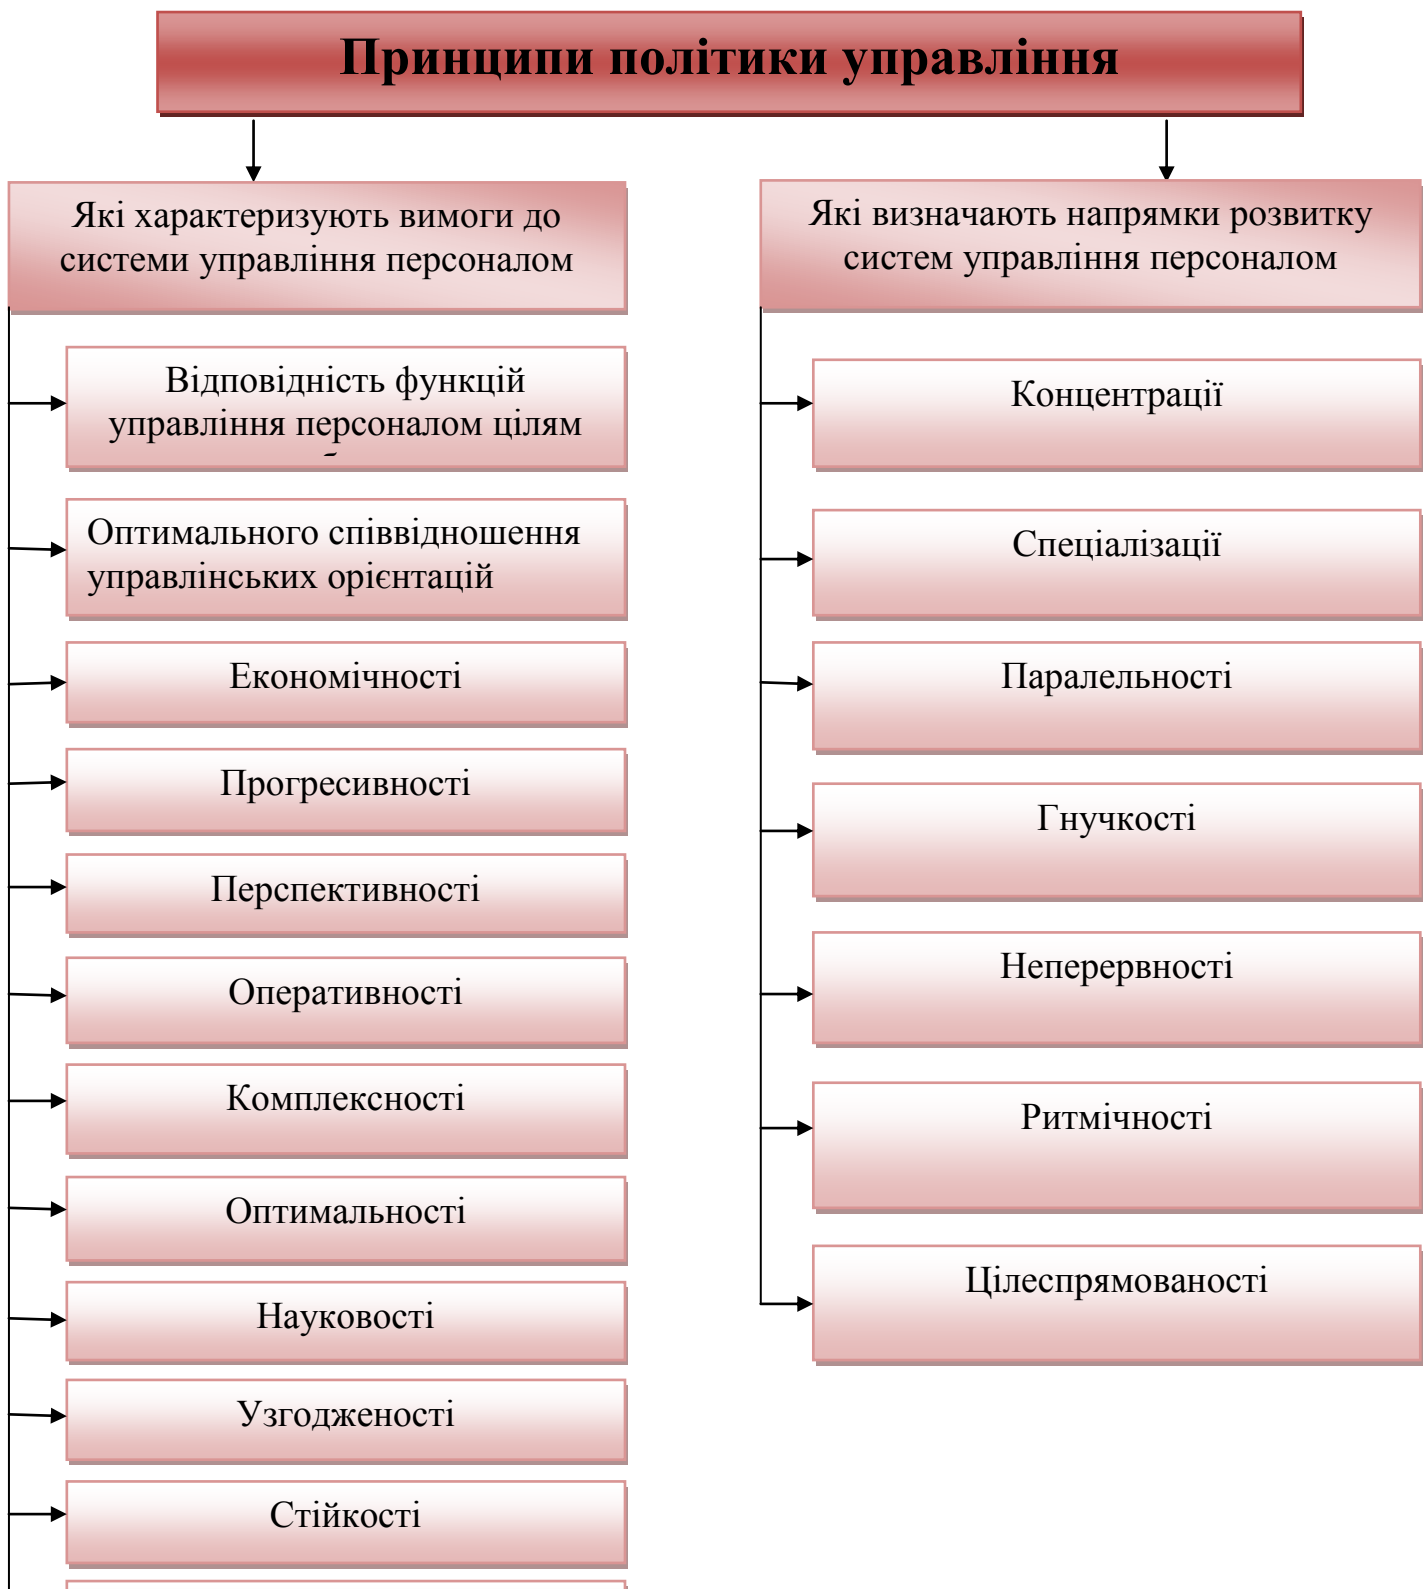 Принципи політики управління
Які характеризують вимоги до
системи управління персоналом
Відповідність функцій
управління персоналом цілям
Оптимального співвідношення
управлінських орієнтацій
Економічності
Прогресивності
Перспективності
Оперативності
Комплексності
Оптимальності
Науковості
Узгодженості
Стійкості
Які визначають напрямки розвитку
систем управління персоналом
Концентрації
Спеціалізації
Паралельності
Гнучкості
Неперервності
Ритмічності
Цілеспрямованості